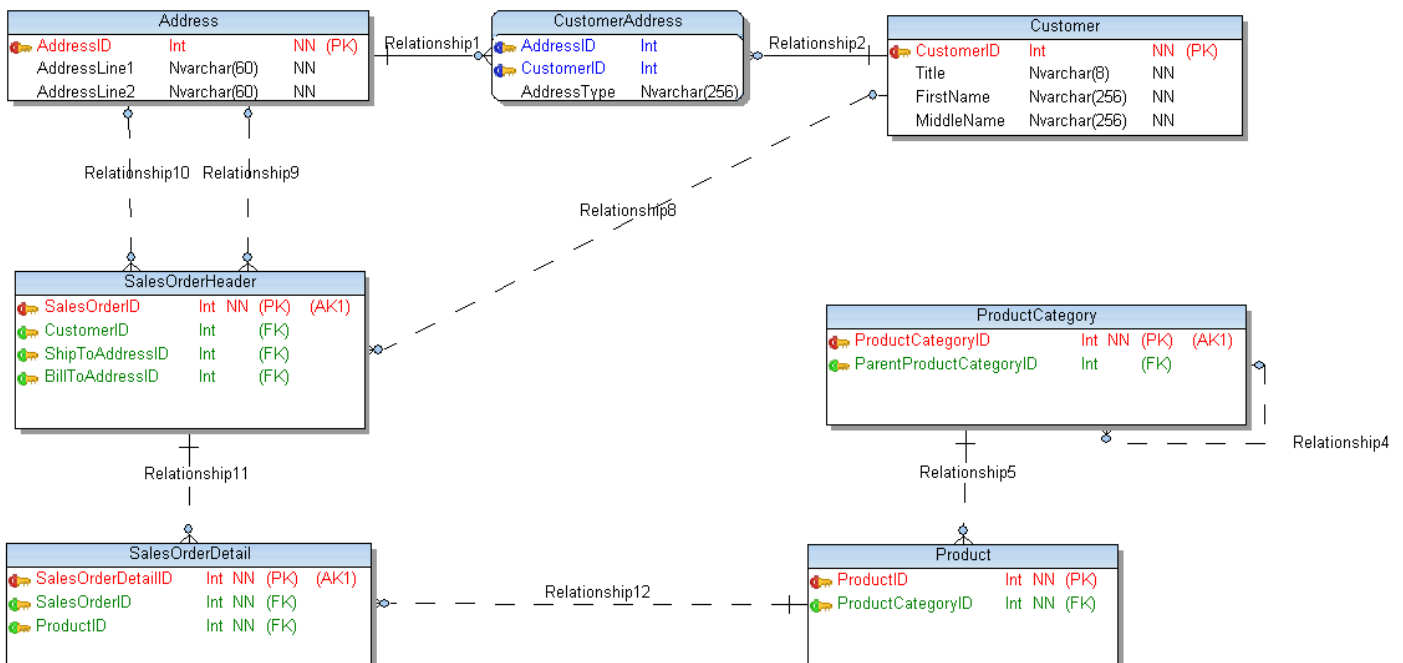 Address
AddressID Int NN (PK)
AddressLine1 Nvarchar(60) NN
AddressLine2 Nvarchar(60) NN
Relationship1
CustomerAddress
AddressID Int
CustomerID Int
AddressType Nvarchar(256)
Relationship2
Customer
CustomerID Int NN (PK)
Title Nvarchar(8) NN
FirstName Nvarchar(256) NN
MiddleName Nvarchar(256) NN
Relationship10 Relationship9
Relationship8
SalesOrderHeader
SalesOrderID Int NN (PK) (AK1)
CustomerID Int (FK)
ShipToAddressID Int (FK)
BillToAddressID Int (FK)
ProductCategory
ProductCategoryID Int NN (PK) (AK1)
ParentProductCategoryID Int (FK)
Relationship4
Relationship11
Relationship5
SalesOrderDetail
SalesOrderDetailID Int NN (PK) (AK1)
SalesOrderID Int NN (FK)
ProductID Int NN (FK)
Relationship12
Product
ProductID Int NN (PK)
ProductCategoryID Int NN (FK)